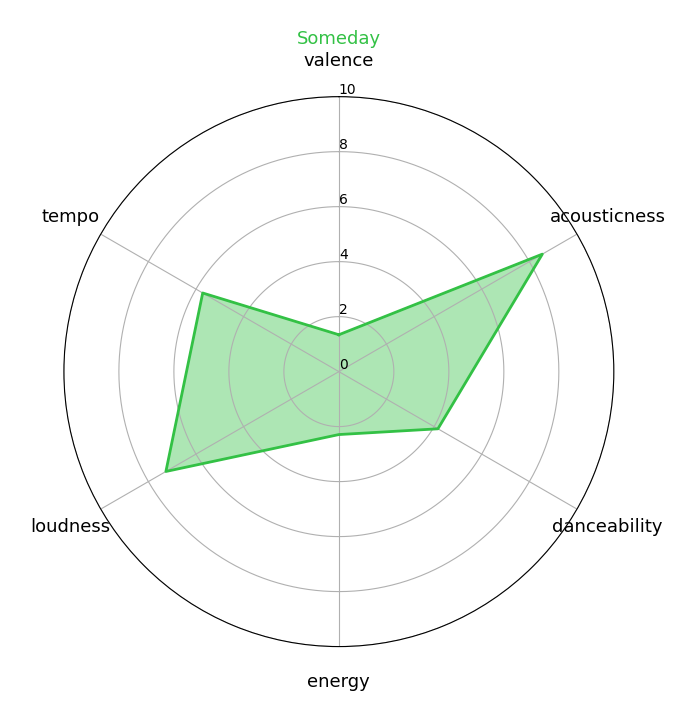 Someday
valence
10
8
6
4
2
0
tempo
acousticness
loudness
danceability
energy